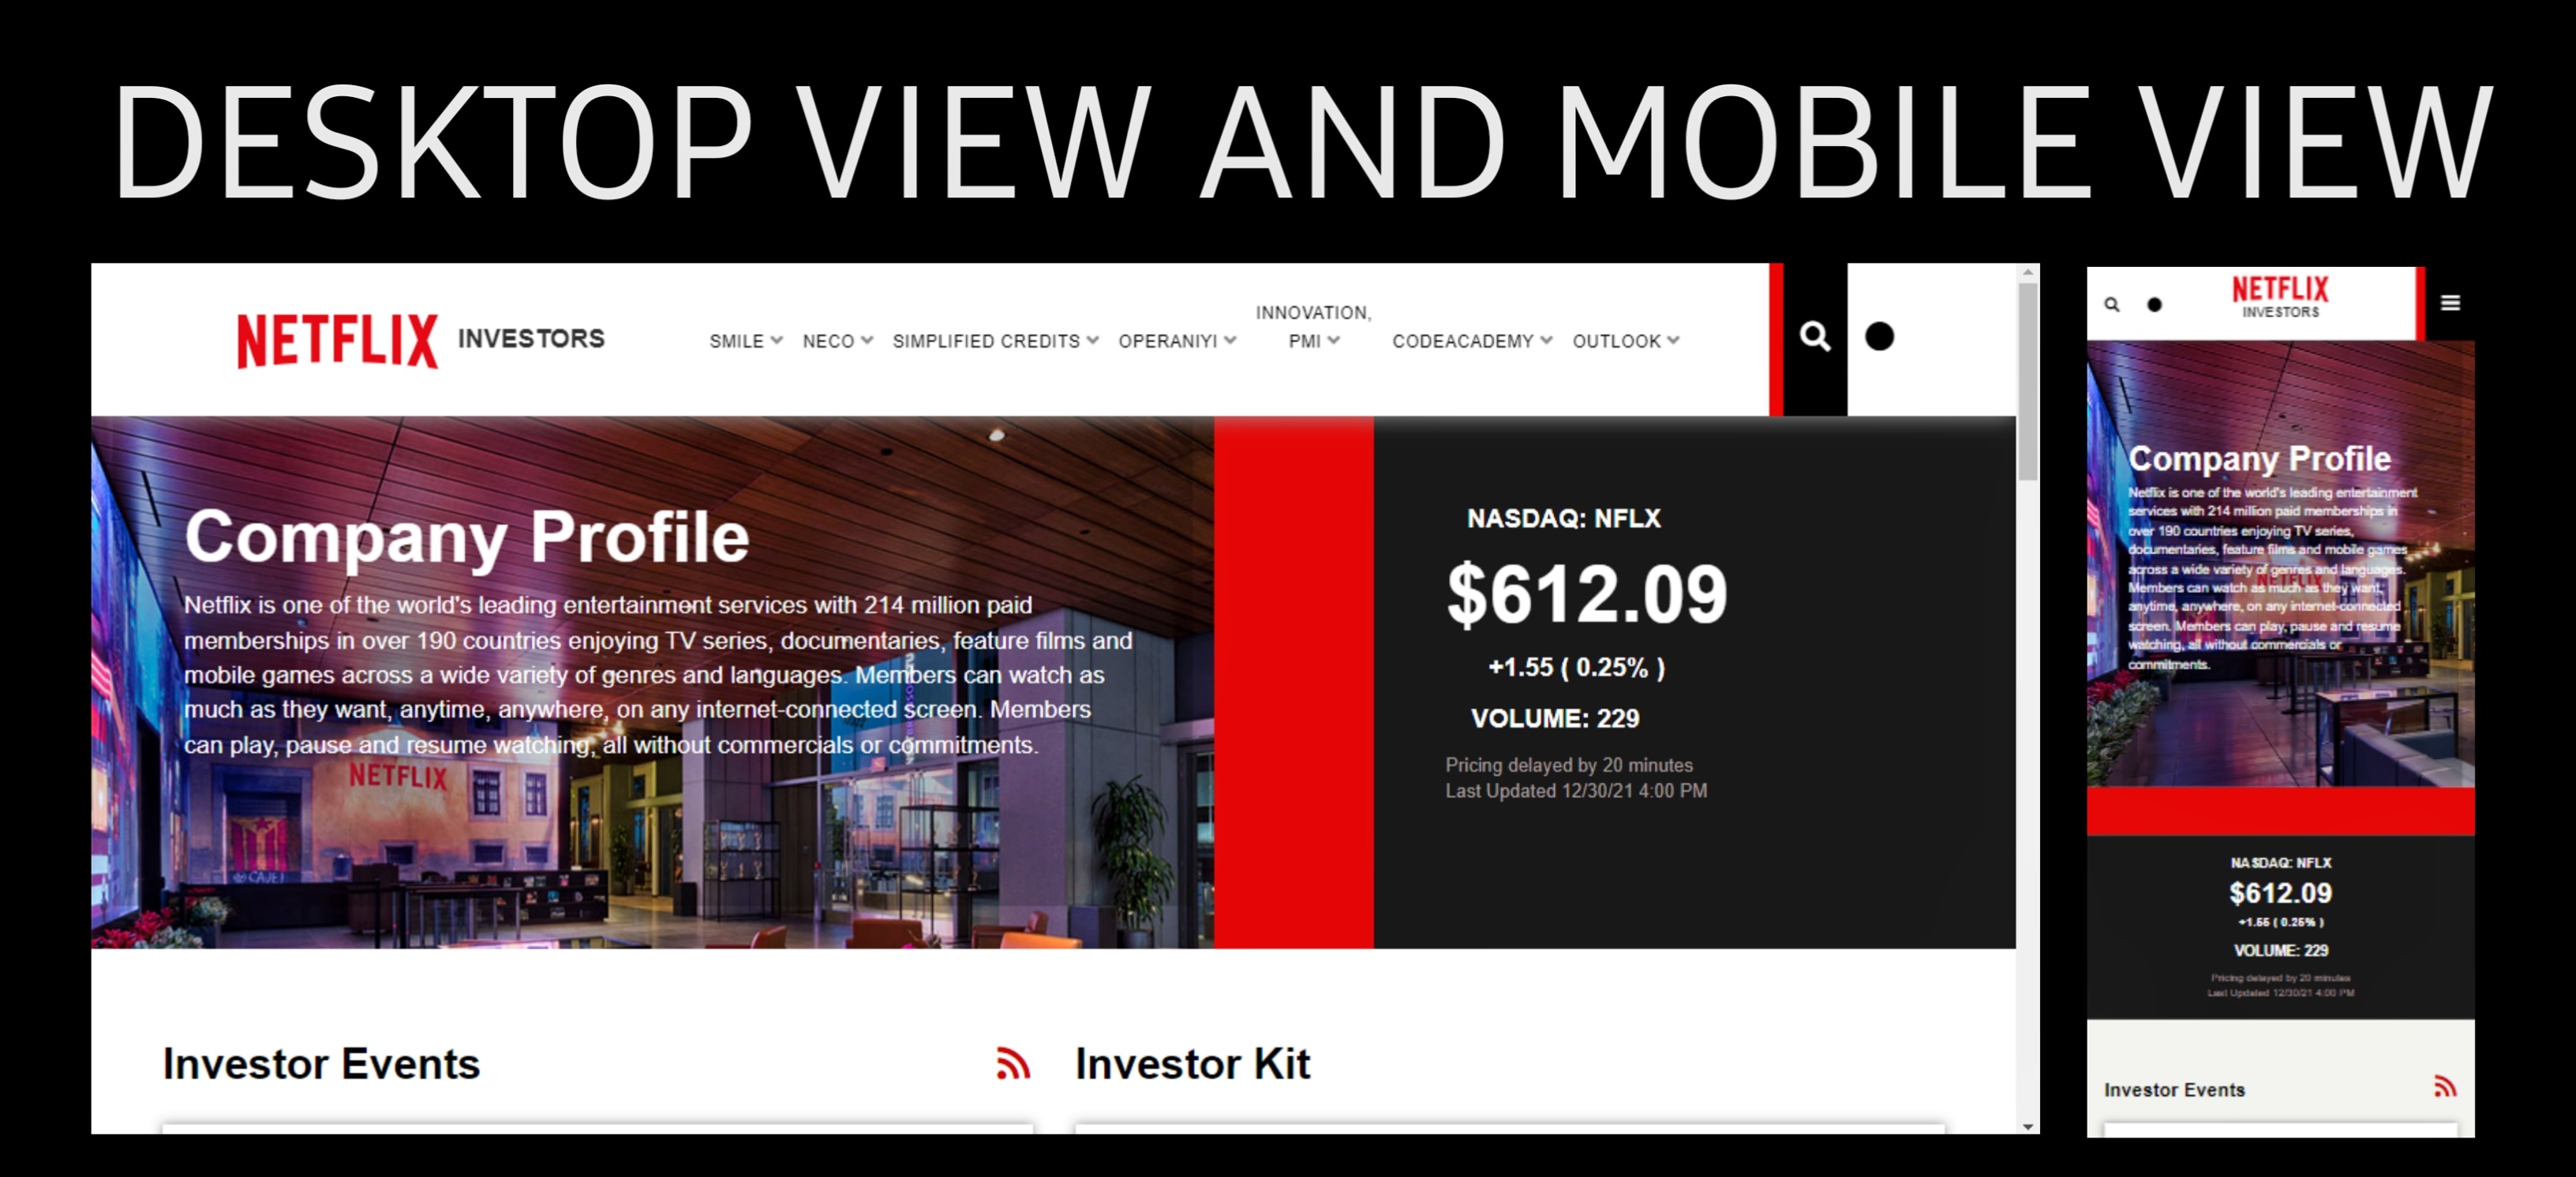 DESKTOP VIEW AND MOBILE VIEW
NETFLIX INVESTORS
SMILE NECO SIMPLIFIED CREDITS OPERANIYI INNOVATION,
PMI CODEACADEMY OUTLOOK
Company Profile
Netflix is one of the world's leading entertainment services with 214 million paid
memberships in over 190 countries enjoying TV series, documentaries, feature films and
mobile games across a wide variety of genres and languages. Members can watch as
much as they want, anytime, anywhere, on any internet-connected screen. Members
can play, pause and resume watching, all without commercials or commitments.
NETFLIX
NASDAQ: NFLX
$612.09
+1.55 ( 0.25% )
VOLUME: 229
Pricing delayed by 20 minutes
Last Updated 12/30/21 4:00 PM
Investor Events
Investor Kit
NETFLIX
INVESTORS
Company Profile
Netflix is one of the world's leading entertainment
services with 214 million paid memberships in
over 190 countries enjoying TV series,
documentaries, feature films and mobile games
across a wide variety of genres and languages.
NETFLIX
Members can watch as much as they want,
anytime, anywhere, on any internet-connected
screen. Members can play, pause and resume
watching, all without commercials or
commitments.
NASDAQ: NFLX
$612.09
+1.55 ( 0.25% )
VOLUME: 229
Pricing delayed by 20 minutes
Last Updated 12/30/21 4:00 PM
Investor Events